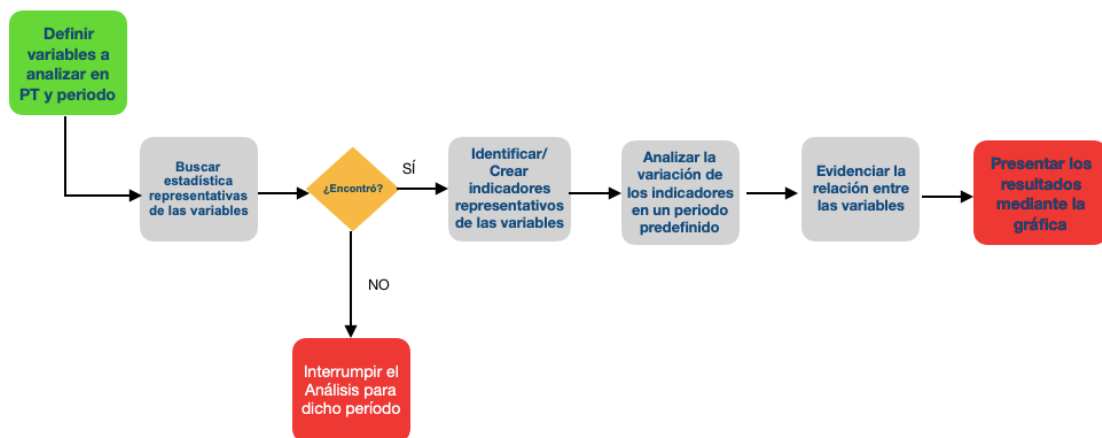 Definir
variables a
analizar en
PT y periodo
Buscar
estadística
representativas
de las variables
¿Encontró?
SÍ
Identificar/
Crear
indicadores
representativos
de las variables
Analizar la
variación de
los indicadores
en un periodo
predefinido
Evidenciar la
relación entre
las variables
Presentar los
resultados
mediante la
gráfica
NO
Interrumpir el
Análisis para
dicho período